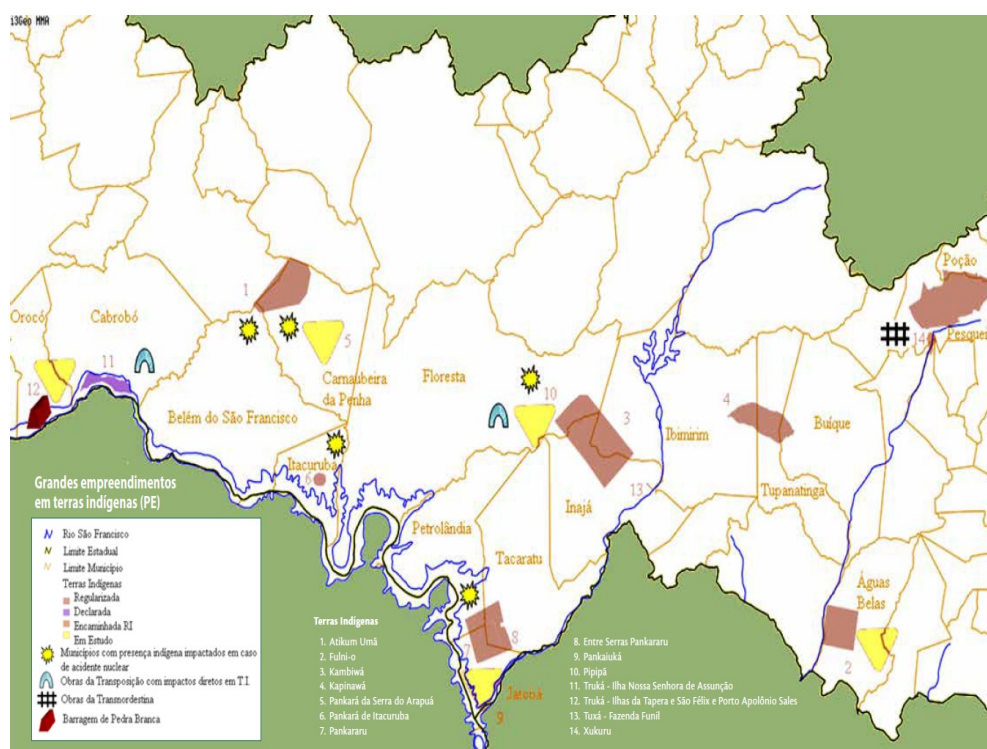 i3Geo MMA
Poção
Pesquei
14
Orocó
Cabrobó
1
11
12
5
Carnaubeira
da Penha
Floresta
10
3
4
Ibimirim
Buíque
Belém do São Francisco
Itacuruba
6
13
Inajá
Tupanatinga
Petrolândia
Tacaratu
Águas
Belas
2
7
8
Jatobá
9
Grandes empreendimentos
em terras indígenas (PE)
Rio São Francisco
Limite Estadual
Limite Município
Terras Indígenas
Regularizada
Declarada
Encaminhada RI
Em Estudo
Municípios com presença indígena impactados em caso
de acidente nuclear
Obras da Transposição com impactos diretos em T.I.
Obras da Transnordestina
Barragem de Pedra Branca
Terras Indígenas
1. Atikum Umã
2. Fulni-o
3. Kambiwá
4. Kapinawá
5. Pankará da Serra do Arapuá
6. Pankará de Itacuruba
7. Pankararu
8. Entre Serras Pankararu
9. Pankaiuká
10. Pipipã
11. Truká - Ilha Nossa Senhora de Assunção
12. Truká - Ilhas da Tapera e São Félix e Porto Apolônio Sales
13. Tuxá - Fazenda Funil
14. Xukuru